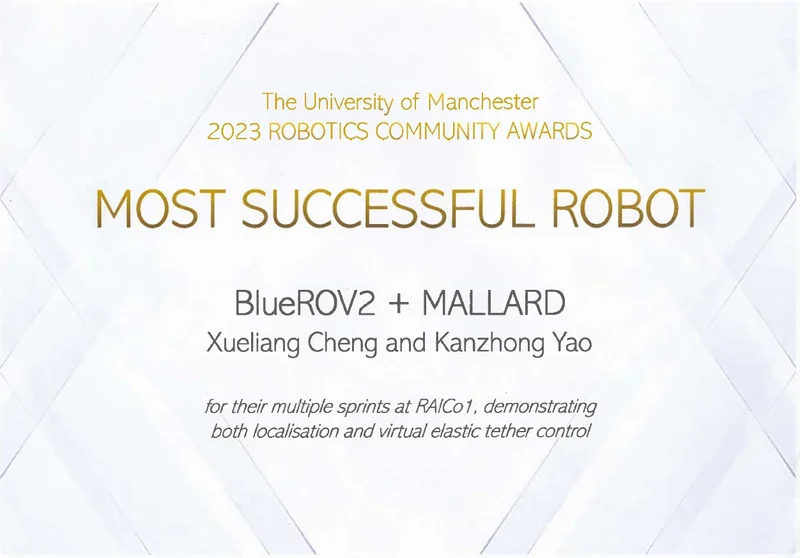 The University of Manchester
2023 ROBOTICS COMMUNITY AWARDS
MOST SUCCESSFUL ROBOT
BlueROV2 + MALLARD
Xueliang Cheng and Kanzhong Yao
for their multiple sprints at RAICo1, demonstrating
both localisation and virtual elastic tether control